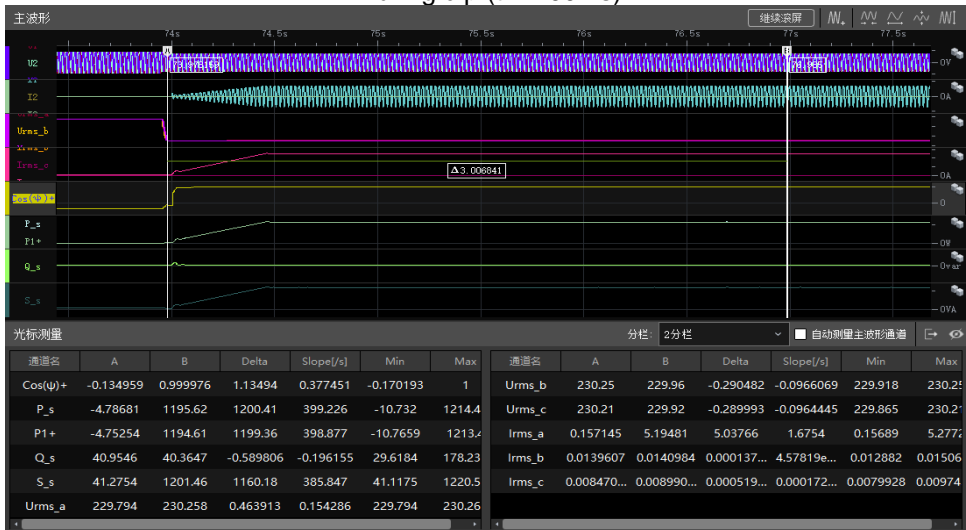 主波形
继续滚屏
74s 74.5s 75s 75.5s 76s 76.5s 77s 77.5s
A B
U2 0V
I2 0A
Urms_b
Irms_c 0A
Δ3.006841
Cos(ψ)+ 0
P_s
P1+ 0W
Q_s 0var
S_s 0VA
光标测量 分栏: 2分栏 自动测量主波形通道
通道名 A B Delta Slope[/s] Min Max 通道名 A B Delta Slope[/s] Min Max
Cos(ψ)+ -0.134959 0.999976 1.13494 0.377451 -0.170193 1 Urms_b 230.25 229.96 -0.290482 -0.0966069 229.918
P_s -4.78681 1195.62 1200.41 399.226 -10.732 1214.4 Urms_c 230.21 229.92 -0.289993 -0.0964445 229.865
P1+ -4.75254 1194.61 1199.36 398.877 -10.7659 1213. Irms_a 0.157145 5.19481 5.03766 1.6754 0.15689 5.277
Q_s 40.9546 40.3647 -0.589806 -0.196155 29.6184 178.23 Irms_b 0.0139607 0.0140984 0.000137... 4.57819e... 0.012882 0.01506
S_s 41.2754 1201.46 1160.18 385.847 41.1175 1220.5 Irms_c 0.008470... 0.008990... 0.000519... 0.000172... 0.0079928 0.00974
Urms_a 229.794 230.258 0.463913 0.154286 229.794 230.26